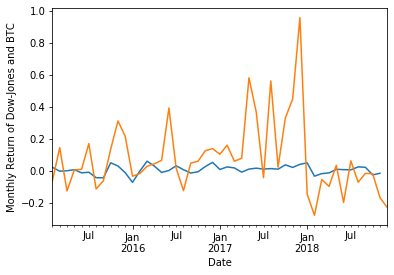 1.0
0.8
0.6
0.4
0.2
0.0
−0.2
Monthly Return of Dow-Jones and BTC
Jul
Jan
2016
Jul
Jan
2017
Jul
Jan
2018
Jul
Date